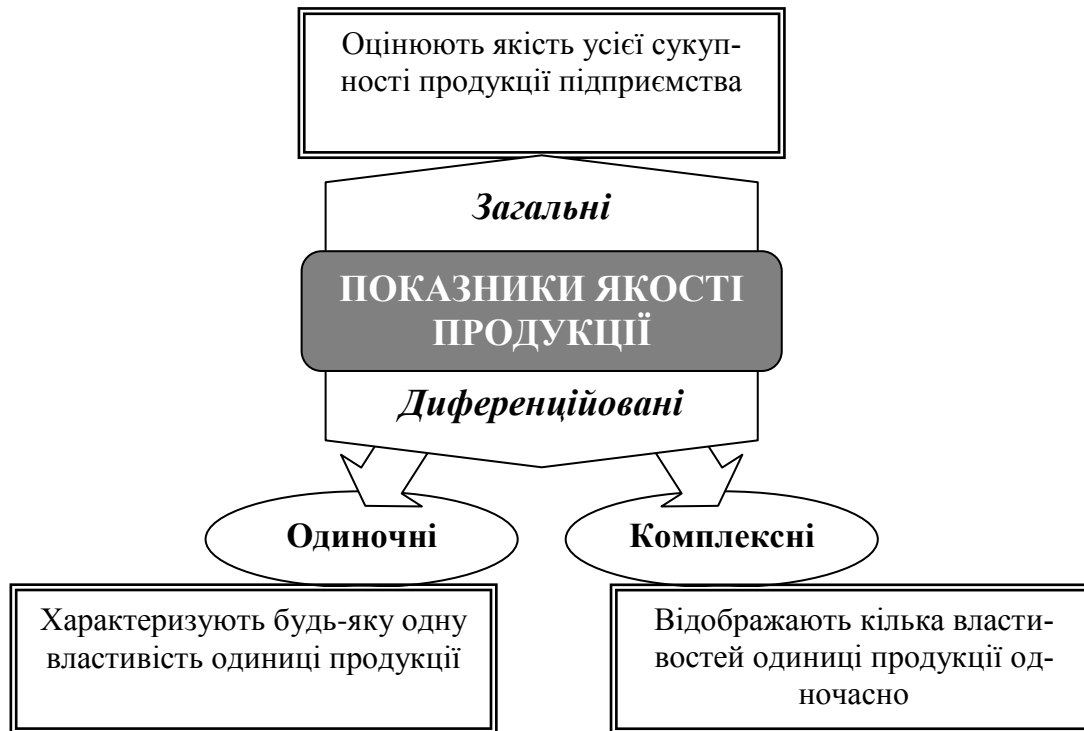 Оцінюють якість усієї сукуп-
ності продукції підприємства
Загальні
ПОКАЗНИКИ ЯКОСТІ
ПРОДУКЦІЇ
Диференційовані
Одиночні
Комплексні
Характеризують будь-яку одну
властивість одиниці продукції
Відображають кілька власти-
востей одиниці продукції од-
ночасно